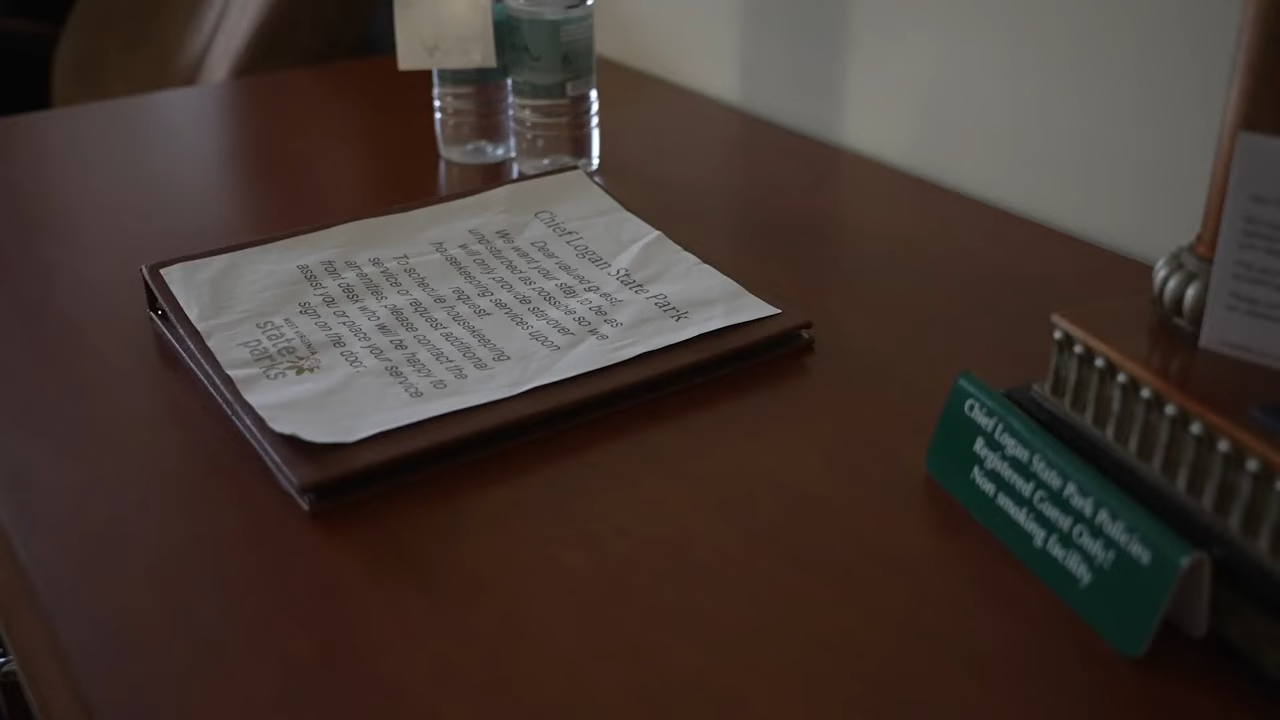 Chief Logan State Park
Dear valued guest,
We want your stay to be as
undisturbed as possible so we
will only provide stayover
housekeeping services upon
request.
To schedule housekeeping
service or request additional
amenities, please contact the
front desk who will be happy to
assist you or place your service
sign on the door.
WEST VIRGINIA
state
parks
Chief Logan State Park Policies
Registered Guest Only!
Non smoking facility